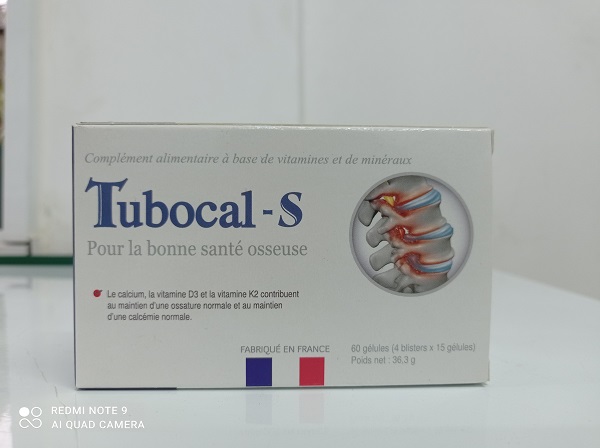 Complément alimentaire à base de vitamines et de minéraux
Tubocal - S
Pour la bonne santé osseuse
Le calcium, la vitamine D3 et la vitamine K2 contribuent
au maintien d'une ossature normale et au maintien
d'une calcémie normale.
FABRIQUÉ EN FRANCE
60 gélules (4 blisters x 15 gélules)
Poids net : 36,3 g
REDMI NOTE 9
AI QUAD CAMERA